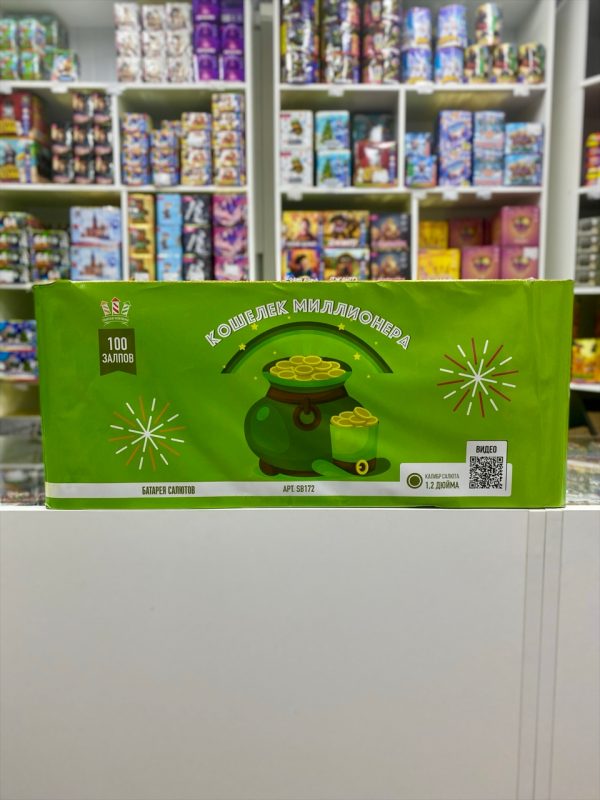 КОШЕЛЕК МИЛЛИОНЕРА
100
ЗАЛПОВ
ВИДЕО
КАЛИБР САЛЮТА
1,2 ДЮЙМА
БАТАРЕЯ САЛЮТОВ
АРТ. SB172